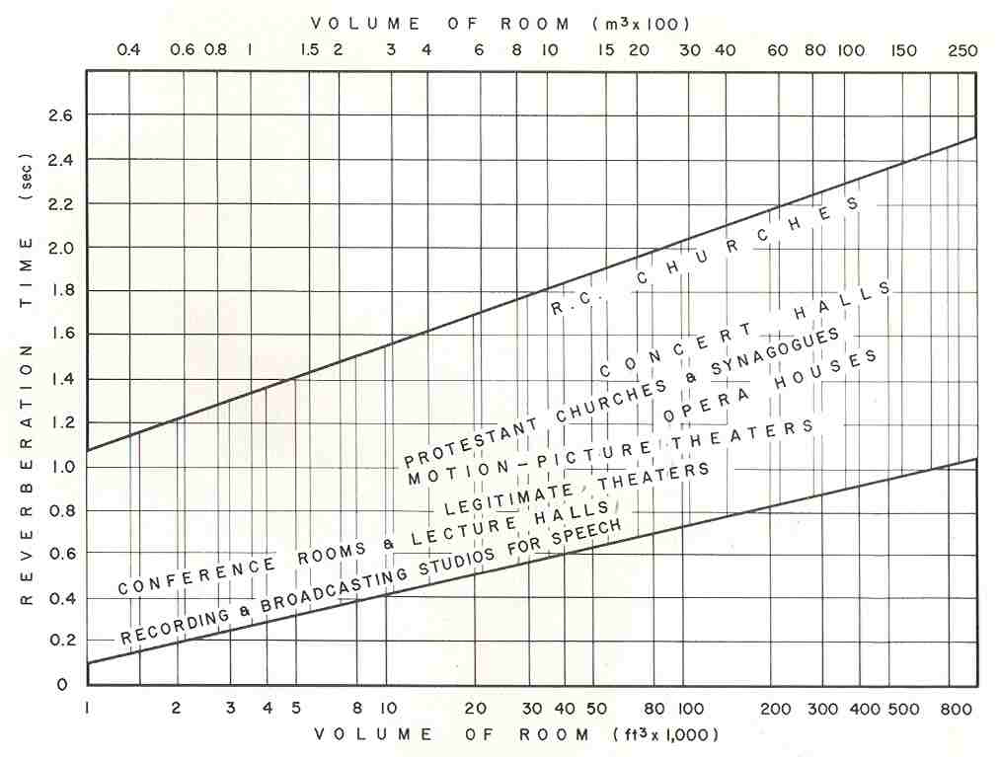 VOLUME OF ROOM (m³x100)
0.4 0.6 0.8 1 1.5 2 3 4 6 8 10 15 20 30 40 60 80 100 150 250
2.6
2.4
2.2
2.0
1.8
1.6
1.4
1.2
1.0
0.8
0.6
0.4
0.2
0
REVERBERATION TIME (sec)
R.C. CHURCHES
CONCERT HALLS
PROTESTANT CHURCHES & SYNAGOGUES
OPERA HOUSES
MOTION-PICTURE THEATERS
LEGITIMATE THEATERS
CONFERENCE ROOMS & LECTURE HALLS
RECORDING & BROADCASTING STUDIOS FOR SPEECH
1 2 3 4 5 8 10 20 30 40 50 80 100 200 300 400 500 800
VOLUME OF ROOM (ft³x 1,000)